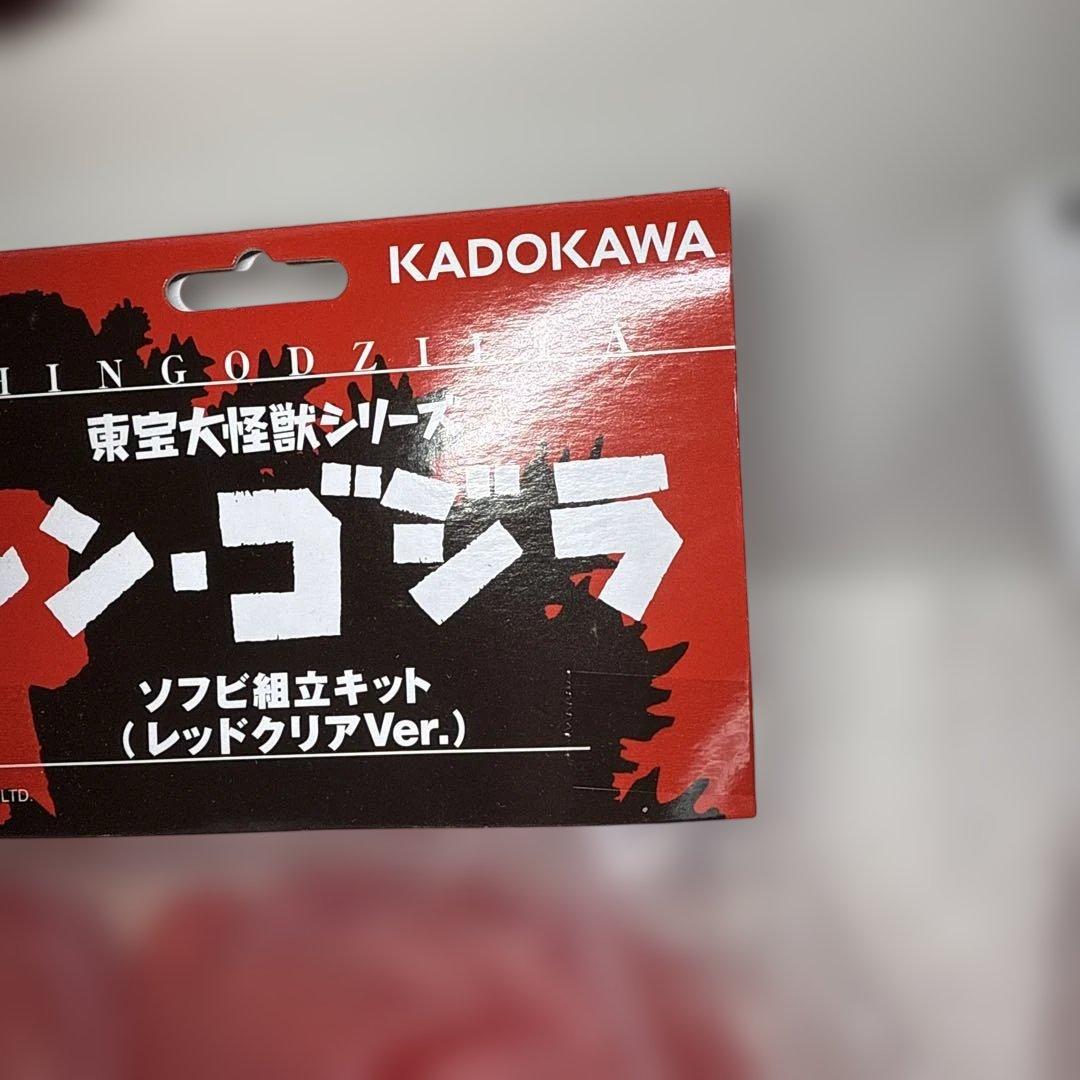 KADOKAWA
HINGODZILLA
東宝大怪獣シリーズ
ン・ゴジラ
ソフビ組立キット
(レッドクリアVer.)
LTD.